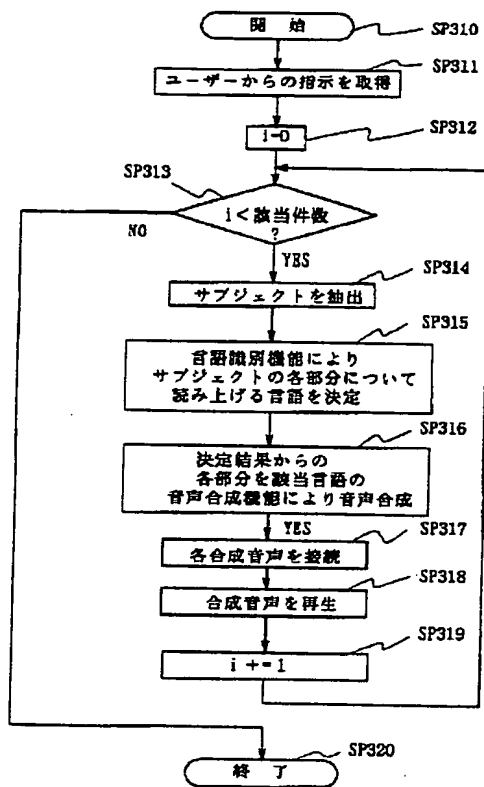 開 始
SP310
SP311
ユーザーからの指示を取得
SP312
i=0
SP313
i<該当件数
?
NO
YES
SP314
サブジェクトを抽出
SP315
言語識別機能により
サブジェクトの各部分について
読み上げる言語を決定
SP316
決定結果からの
各部分を該当言語の
音声合成機能により音声合成
YES
SP317
各合成音声を接続
SP318
合成音声を再生
SP319
i +=1
SP320
終 了